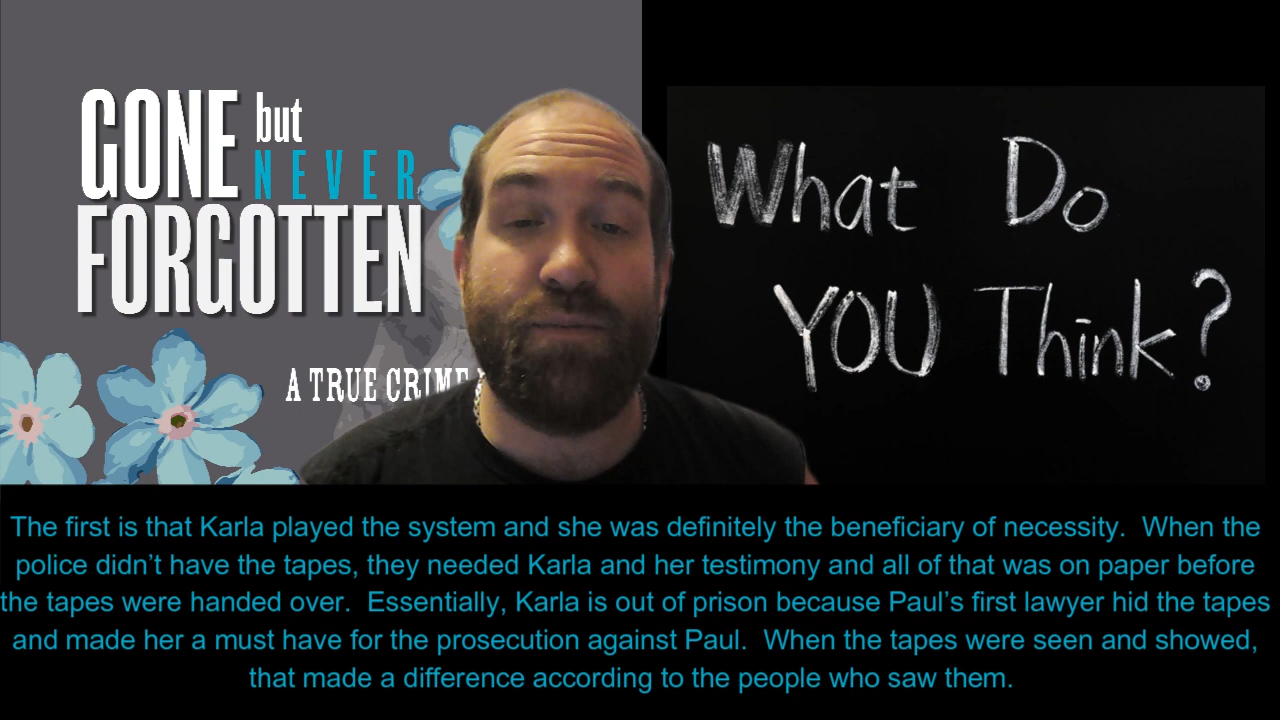 GONE but
NEVER
FORGOTTEN
A TRUE CRIME
What Do
YOU Think?
The first is that Karla played the system and she was definitely the beneficiary of necessity.  When the
police didn’t have the tapes, they needed Karla and her testimony and all of that was on paper before
the tapes were handed over.  Essentially, Karla is out of prison because Paul’s first lawyer hid the tapes
and made her a must have for the prosecution against Paul.  When the tapes were seen and showed,
that made a difference according to the people who saw them.